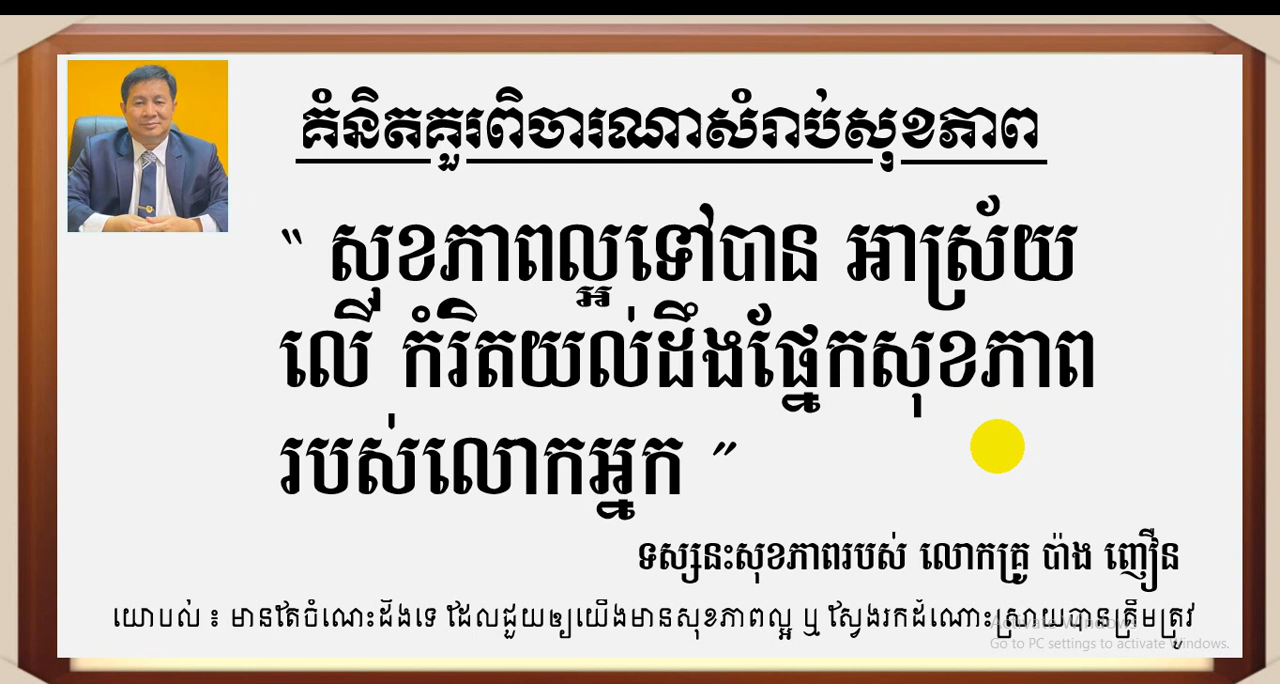 គំនិតគួរពិចារណាសំរាប់សុខភាព
“ សុខភាពល្អទៅបាន អាស្រ័យ
លើ កំរិតយល់ដឹងផ្នែកសុខភាព
របស់លោកអ្នក ”
ទស្សនះសុខភាពរបស់ លោកគ្រូ ប៉ាង ញឿន
យោបល់ ៖ មានតែចំណេះដឹងទេ ដែលជួយឲ្យយើងមានសុខភាពល្អ ឬ ស្វែងរកដំណោះស្រាយបានត្រឹមត្រូវ
Activate Windows
Go to PC settings to activate Windows.